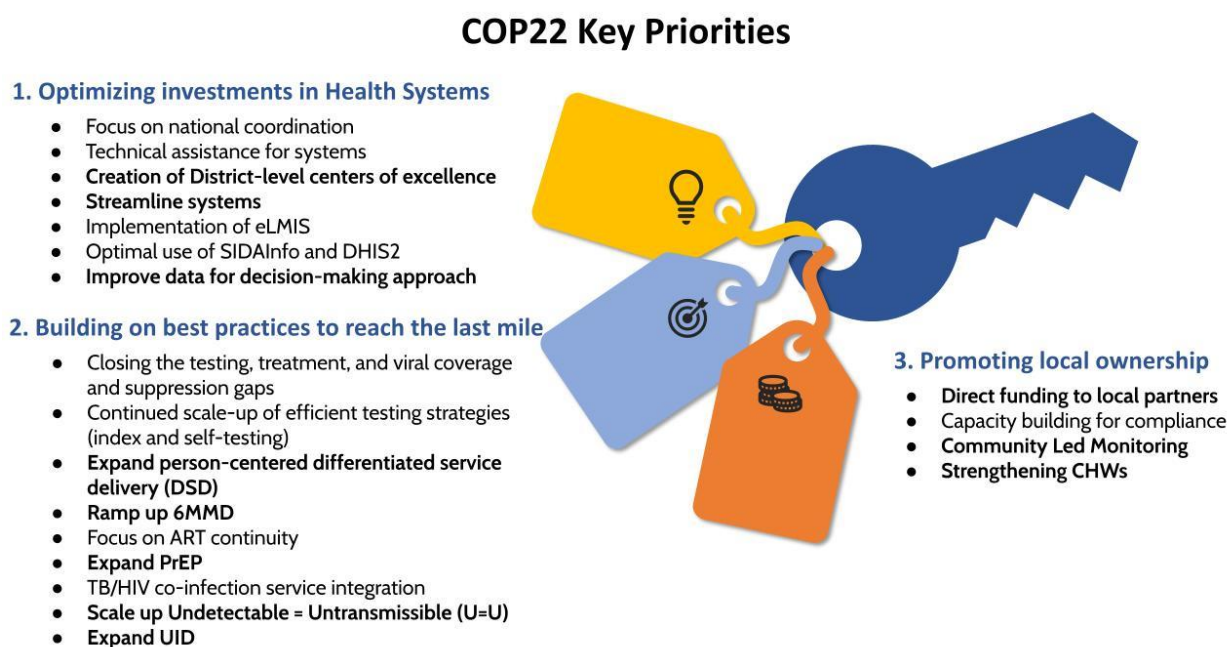 COP22 Key Priorities
1. Optimizing investments in Health Systems
● Focus on national coordination
● Technical assistance for systems
● Creation of District-level centers of excellence
● Streamline systems
● Implementation of eLMIS
● Optimal use of SIDAInfo and DHIS2
● Improve data for decision-making approach
2. Building on best practices to reach the last mile
● Closing the testing, treatment, and viral coverage
and suppression gaps
● Continued scale-up of efficient testing strategies
(index and self-testing)
● Expand person-centered differentiated service
delivery (DSD)
● Ramp up 6MMD
● Focus on ART continuity
● Expand PrEP
● TB/HIV co-infection service integration
● Scale up Undetectable = Untransmissible (U=U)
● Expand UID
3. Promoting local ownership
● Direct funding to local partners
● Capacity building for compliance
● Community Led Monitoring
● Strengthening CHWs